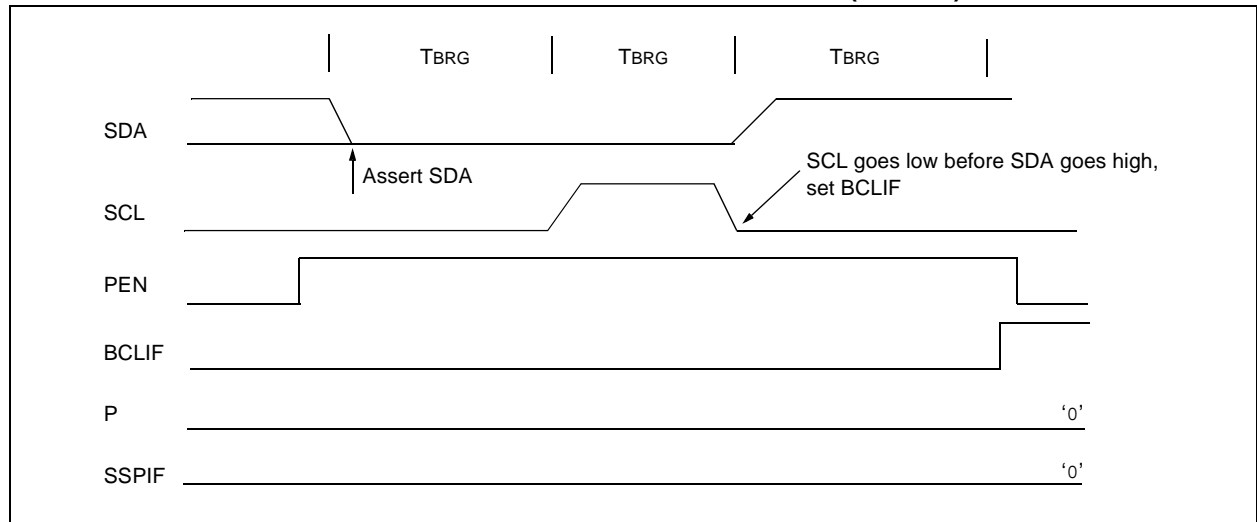 TBRG TBRG TBRG
SDA
Assert SDA
SCL goes low before SDA goes high,
set BCLIF
SCL
PEN
BCLIF
P '0'
SSPIF '0'